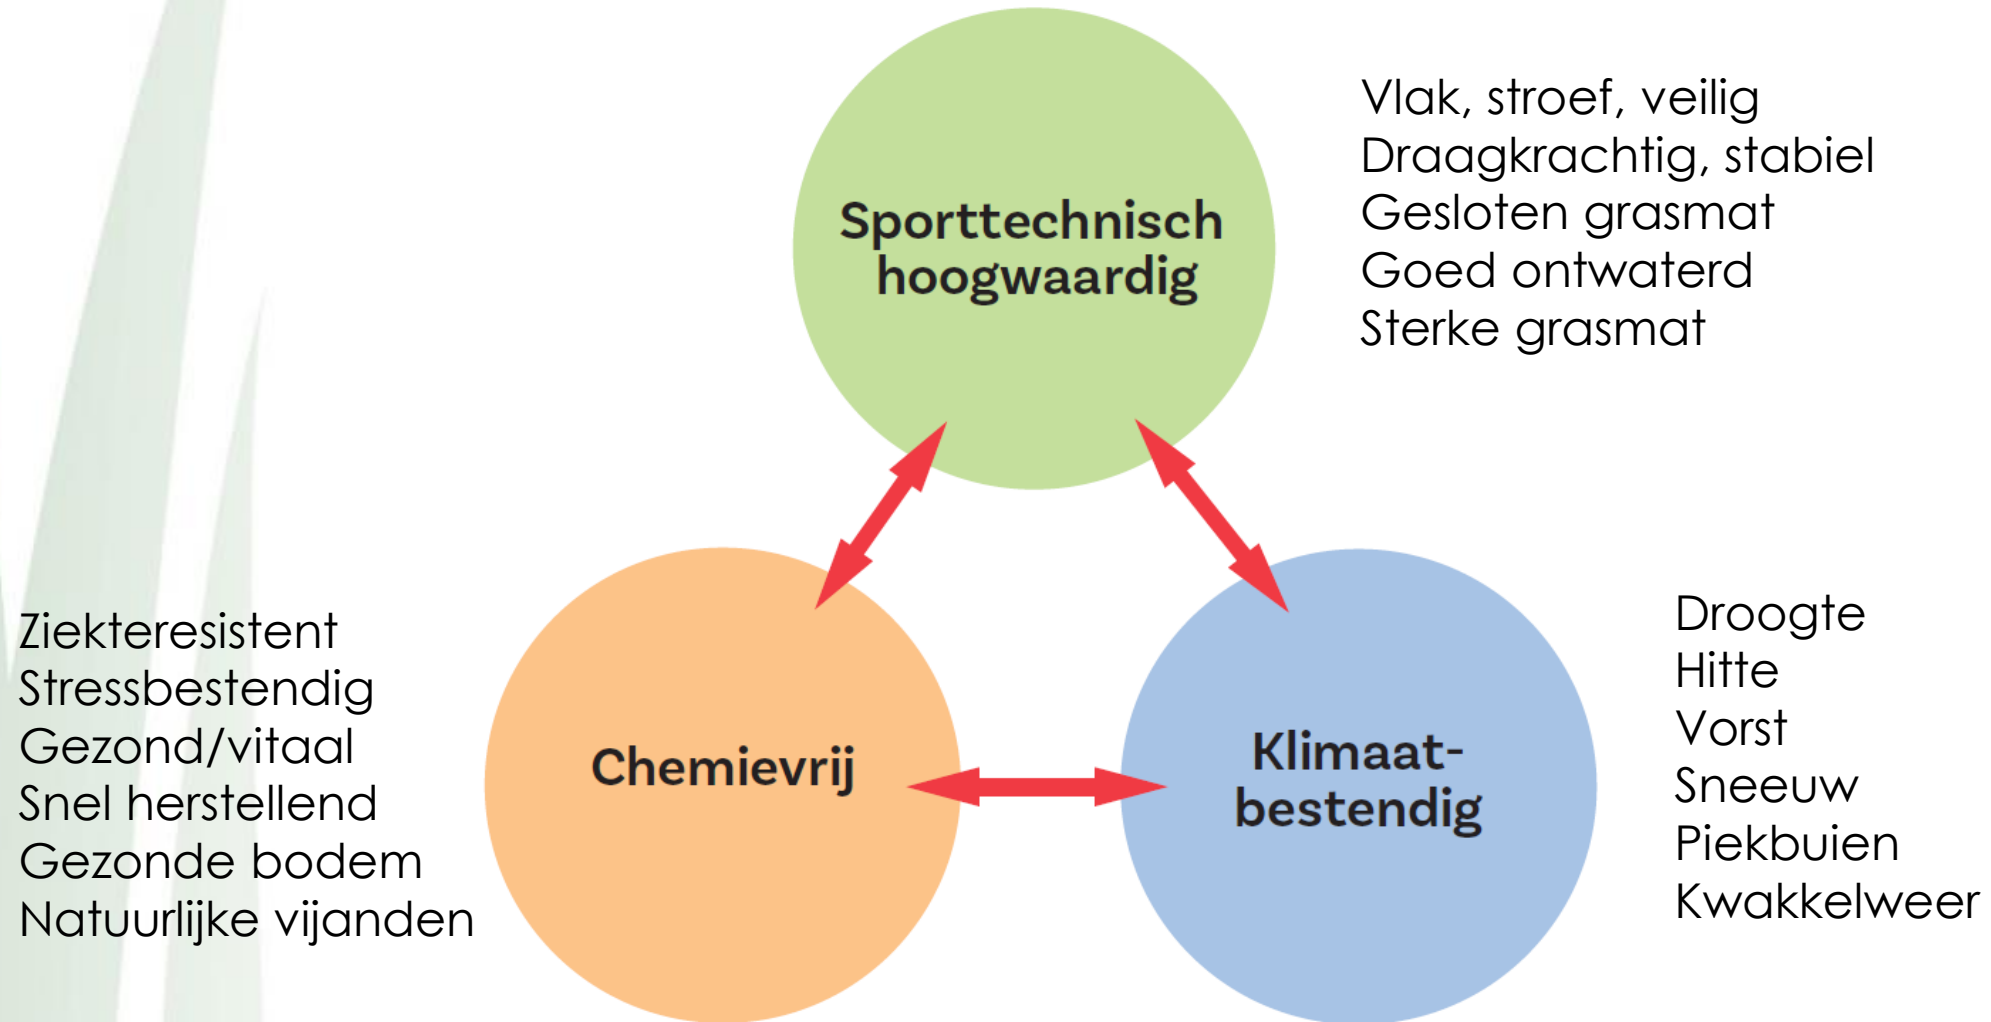 Vlak, stroef, veilig
Draagkrachtig, stabiel
Gesloten grasmat
Goed ontwaterd
Sterke grasmat
Sporttechnisch
hoogwaardig
Ziekteresistent
Stressbestendig
Gezond/vitaal
Snel herstellend
Gezonde bodem
Natuurlijke vijanden
Chemievrij
Klimaat-
bestendig
Droogte
Hitte
Vorst
Sneeuw
Piekbuien
Kwakkelweer